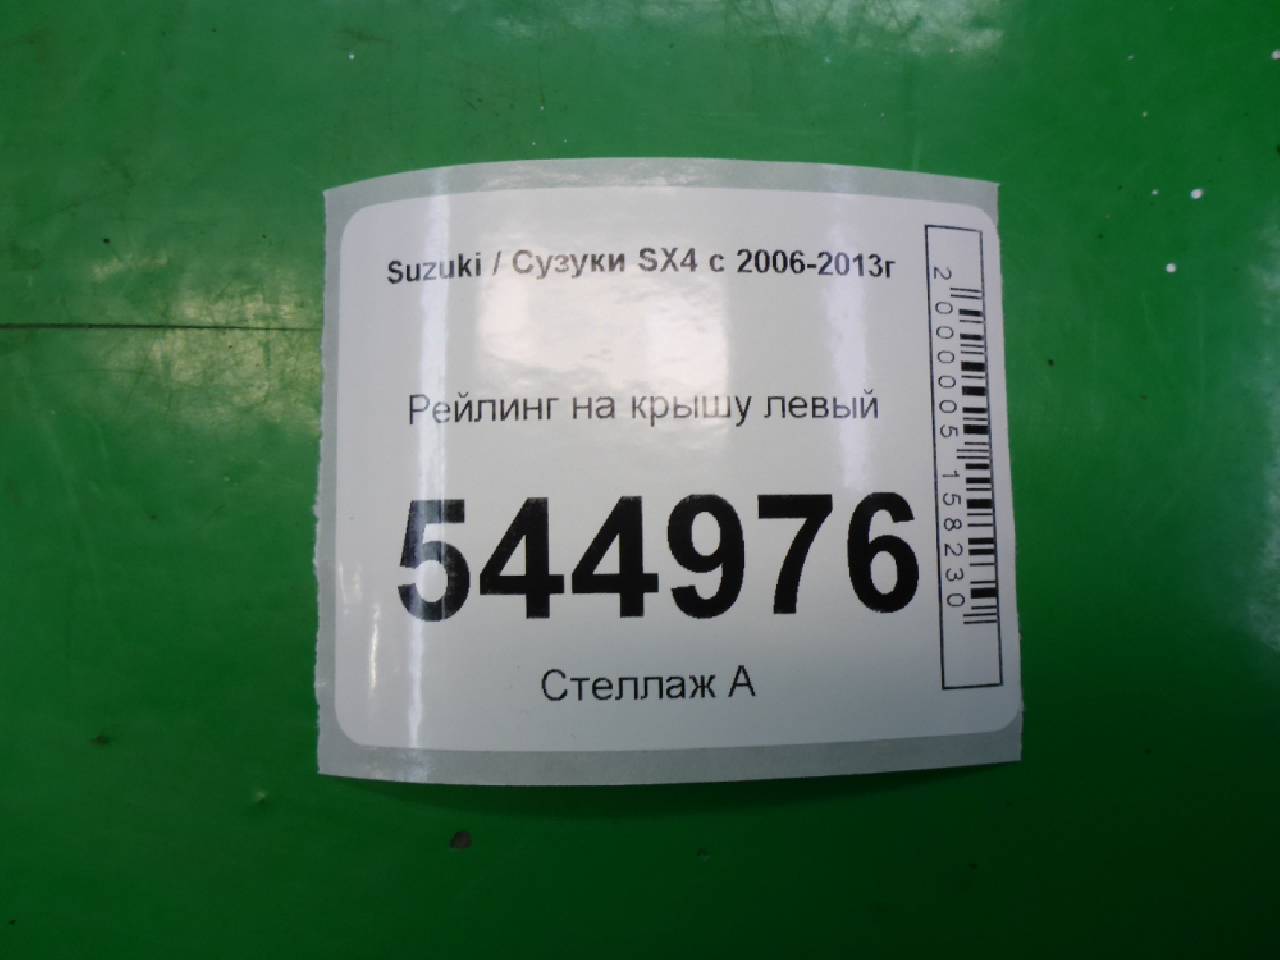 Suzuki / Сузуки SX4 с 2006-2013г
Рейлинг на крышу левый
544976
Стеллаж А
2000005158230